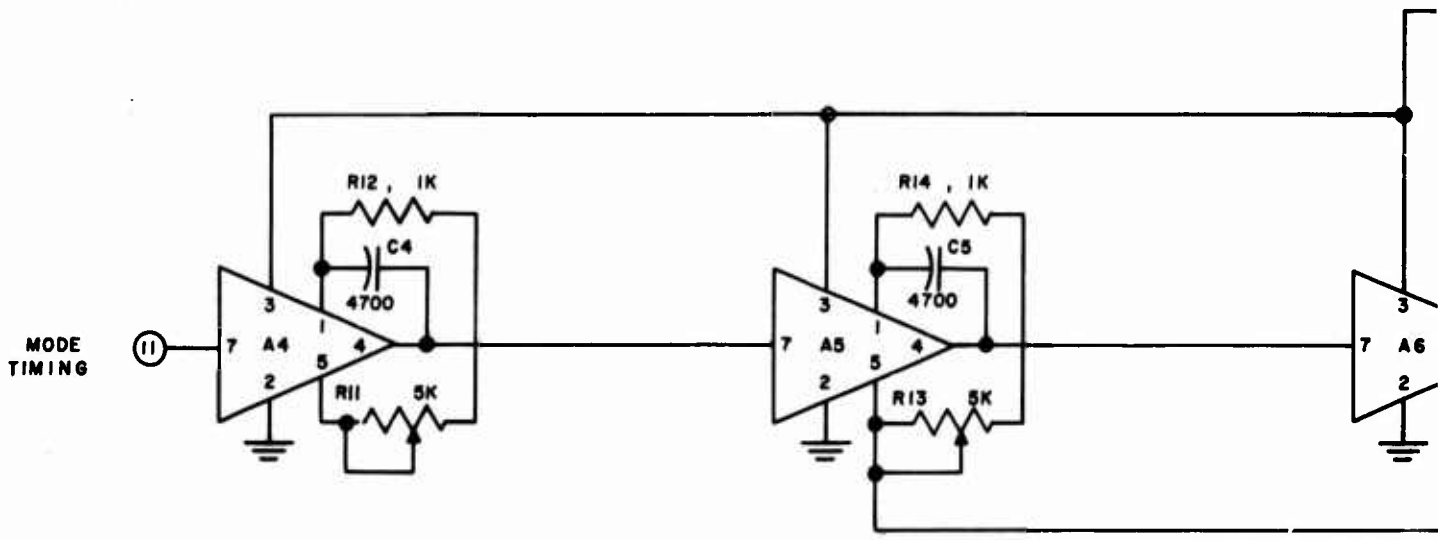 R12, 1K
C4
4700
3
1
7 A4 4
5
2
R11 5K
MODE
TIMING
11
R14, 1K
C5
4700
3
1
7 A5 4
5
2
R13 5K
3
7 A6
2